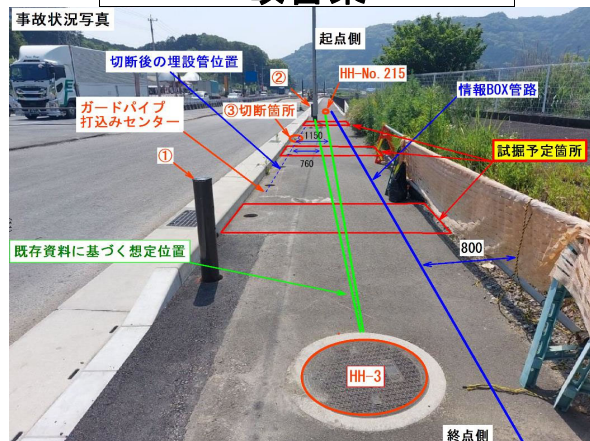 事故状況写真
起点側
切断後の埋設管位置
②
HH-No.215
情報BOX管路
ガードパイプ
打込みセンター
③切断箇所
1150
試掘予定箇所
①
760
既存資料に基づく想定位置
800
HH-3
終点側